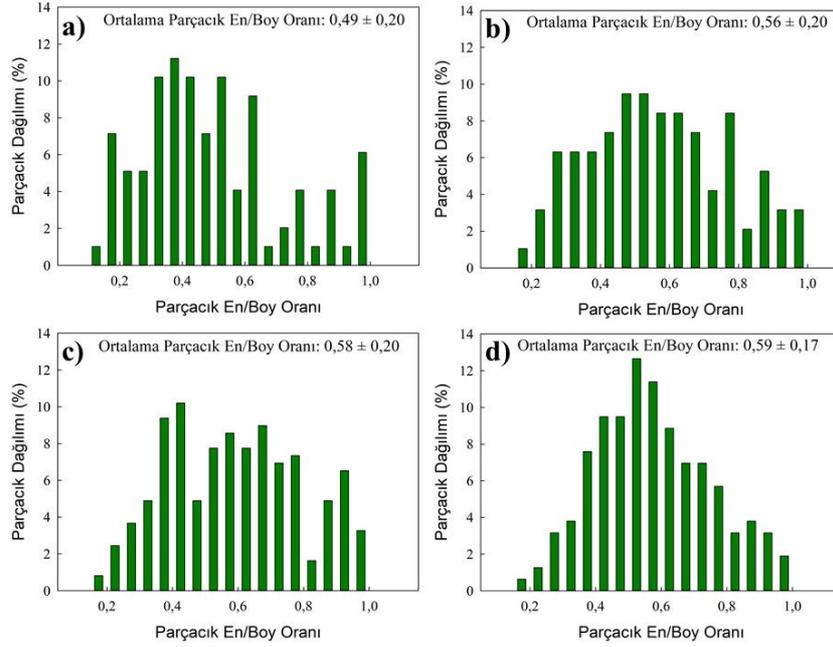 a) Ortalama Parçacık En/Boy Oranı: 0,49 ± 0,20
Parçacık Dağılımı (%)
14
12
10
8
6
4
2
0
0,2 0,4 0,6 0,8 1,0
Parçacık En/Boy Oranı
b) Ortalama Parçacık En/Boy Oranı: 0,56 ± 0,20
Parçacık Dağılımı (%)
14
12
10
8
6
4
2
0
0,2 0,4 0,6 0,8 1,0
Parçacık En/Boy Oranı
c) Ortalama Parçacık En/Boy Oranı: 0,58 ± 0,20
Parçacık Dağılımı (%)
14
12
10
8
6
4
2
0
0,2 0,4 0,6 0,8 1,0
Parçacık En/Boy Oranı
d) Ortalama Parçacık En/Boy Oranı: 0,59 ± 0,17
Parçacık Dağılımı (%)
14
12
10
8
6
4
2
0
0,2 0,4 0,6 0,8 1,0
Parçacık En/Boy Oranı